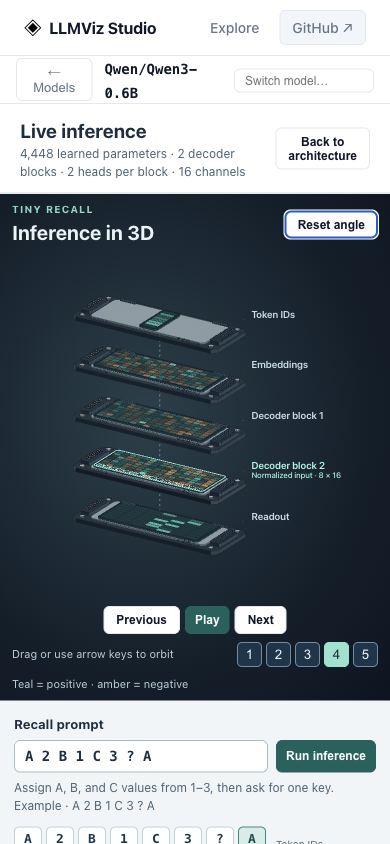 LLMViz Studio
Explore
GitHub ↗
← Models
Qwen/Qwen3-0.6B
Switch model…
Live inference
4,448 learned parameters · 2 decoder
blocks · 2 heads per block · 16 channels
Back to
architecture
TINY RECALL
Inference in 3D
Reset angle
Token IDs
Embeddings
Decoder block 1
Decoder block 2
Normalized input · 8 × 16
Readout
Previous
Play
Next
Drag or use arrow keys to orbit
1 2 3 4 5
Teal = positive · amber = negative
Recall prompt
A 2 B 1 C 3 ? A
Run inference
Assign A, B, and C values from 1–3, then ask for one key.
Example · A 2 B 1 C 3 ? A
A 2 B 1 C 3 ? A
Token IDs